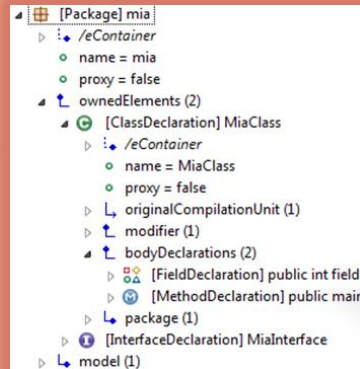 [Package] mia
/eContainer
name = mia
proxy = false
ownedElements (2)
[ClassDeclaration] MiaClass
/eContainer
name = MiaClass
proxy = false
originalCompilationUnit (1)
modifier (1)
bodyDeclarations (2)
[FieldDeclaration] public int field
[MethodDeclaration] public main
package (1)
[InterfaceDeclaration] MiaInterface
model (1)